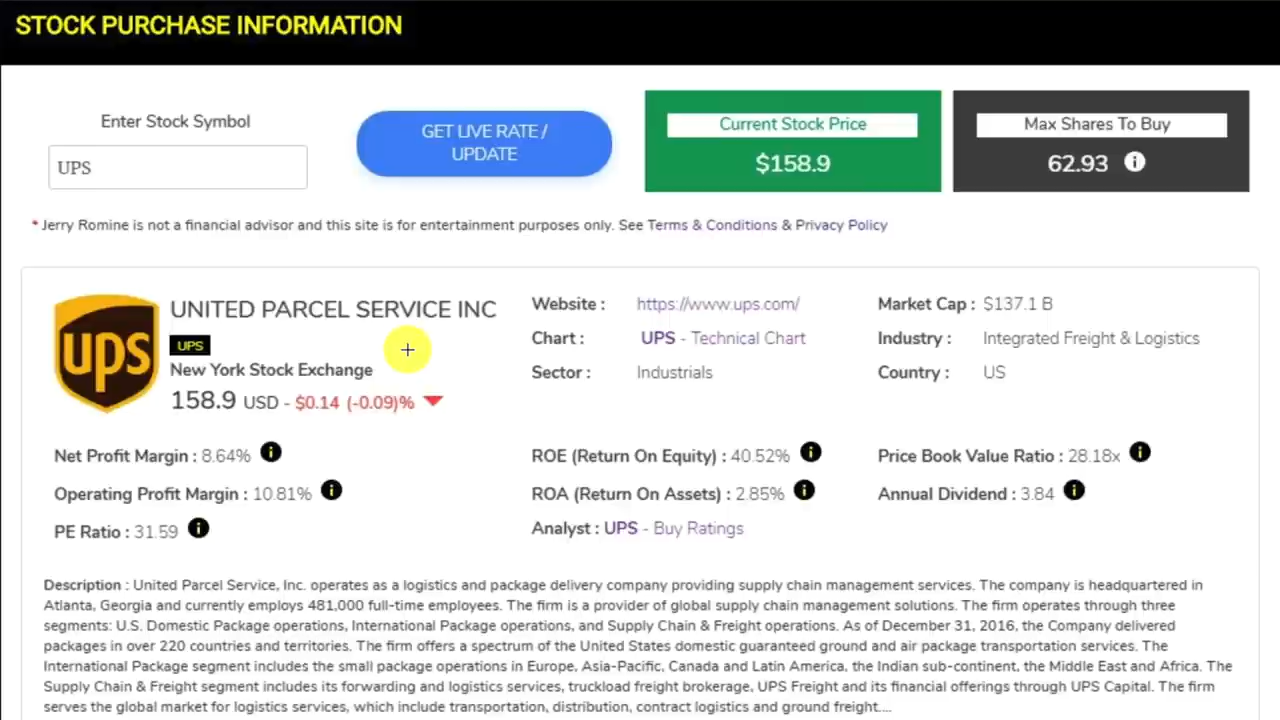 STOCK PURCHASE INFORMATION
Enter Stock Symbol
UPS
GET LIVE RATE /
UPDATE
Current Stock Price
$158.9
Max Shares To Buy
62.93 i
* Jerry Romine is not a financial advisor and this site is for entertainment purposes only. See Terms & Conditions & Privacy Policy
ups
UNITED PARCEL SERVICE INC
UPS
New York Stock Exchange
158.9 USD - $0.14 (-0.09)%
Website : https://www.ups.com/
Chart : UPS - Technical Chart
Sector : Industrials
Market Cap : $137.1 B
Industry : Integrated Freight & Logistics
Country : US
Net Profit Margin : 8.64% i
Operating Profit Margin : 10.81% i
PE Ratio : 31.59 i
ROE (Return On Equity) : 40.52% i
ROA (Return On Assets) : 2.85% i
Analyst : UPS - Buy Ratings
Price Book Value Ratio : 28.18x i
Annual Dividend : 3.84 i
Description : United Parcel Service, Inc. operates as a logistics and package delivery company providing supply chain management services. The company is headquartered in
Atlanta, Georgia and currently employs 481,000 full-time employees. The firm is a provider of global supply chain management solutions. The firm operates through three
segments: U.S. Domestic Package operations, International Package operations, and Supply Chain & Freight operations. As of December 31, 2016, the Company delivered
packages in over 220 countries and territories. The firm offers a spectrum of the United States domestic guaranteed ground and air package transportation services. The
International Package segment includes the small package operations in Europe, Asia-Pacific, Canada and Latin America, the Indian sub-continent, the Middle East and Africa. The
Supply Chain & Freight segment includes its forwarding and logistics services, truckload freight brokerage, UPS Freight and its financial offerings through UPS Capital. The firm
serves the global market for logistics services, which include transportation, distribution, contract logistics and ground freight....